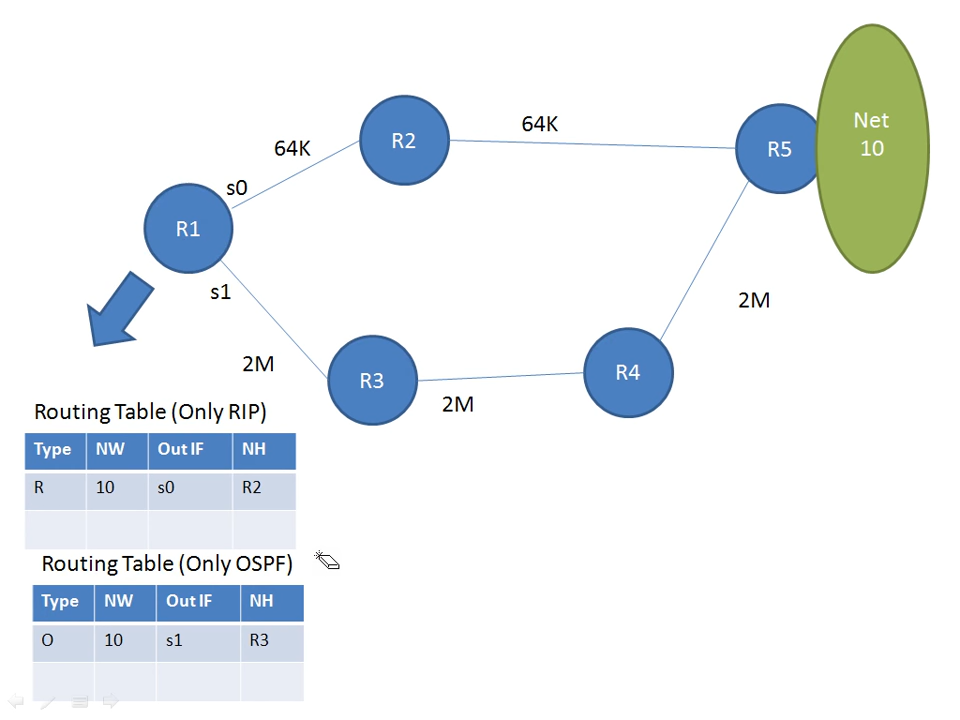 64K
R2
64K
R5
Net
10
s0
R1
s1
2M
2M
R3
R4
2M
Routing Table (Only RIP)
Type NW Out IF NH
R 10 s0 R2
Routing Table (Only OSPF)
Type NW Out IF NH
O 10 s1 R3